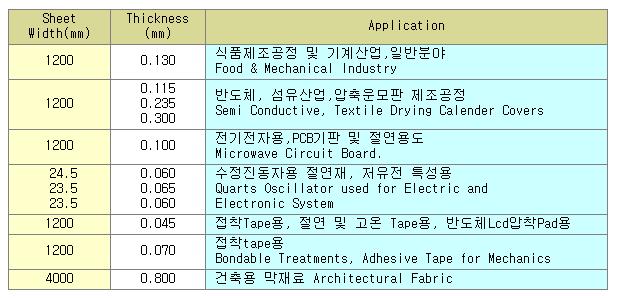 Sheet Width(mm) Thickness (mm) Application
1200 0.130 식품제조공정 및 기계산업,일반분야
Food & Mechanical Industry
1200 0.115 반도체, 섬유산업,압축운모판 제조공정
0.235 Semi Conductive, Textile Drying Calender Covers
0.300
1200 0.100 전기전자용,PCB기판 및 절연용도
Microwave Circuit Board.
24.5 0.060 수정진동자용 절연재, 저유전 특성용
23.5 0.065 Quarts Oscillator used for Electric and
23.5 0.060 Electronic System
1200 0.045 접착Tape용, 절연 및 고온 Tape용, 반도체Lcd압착Pad용
1200 0.070 접착tape용
Bondable Treatments, Adhesive Tape for Mechanics
4000 0.800 건축용 막재료 Architectural Fabric